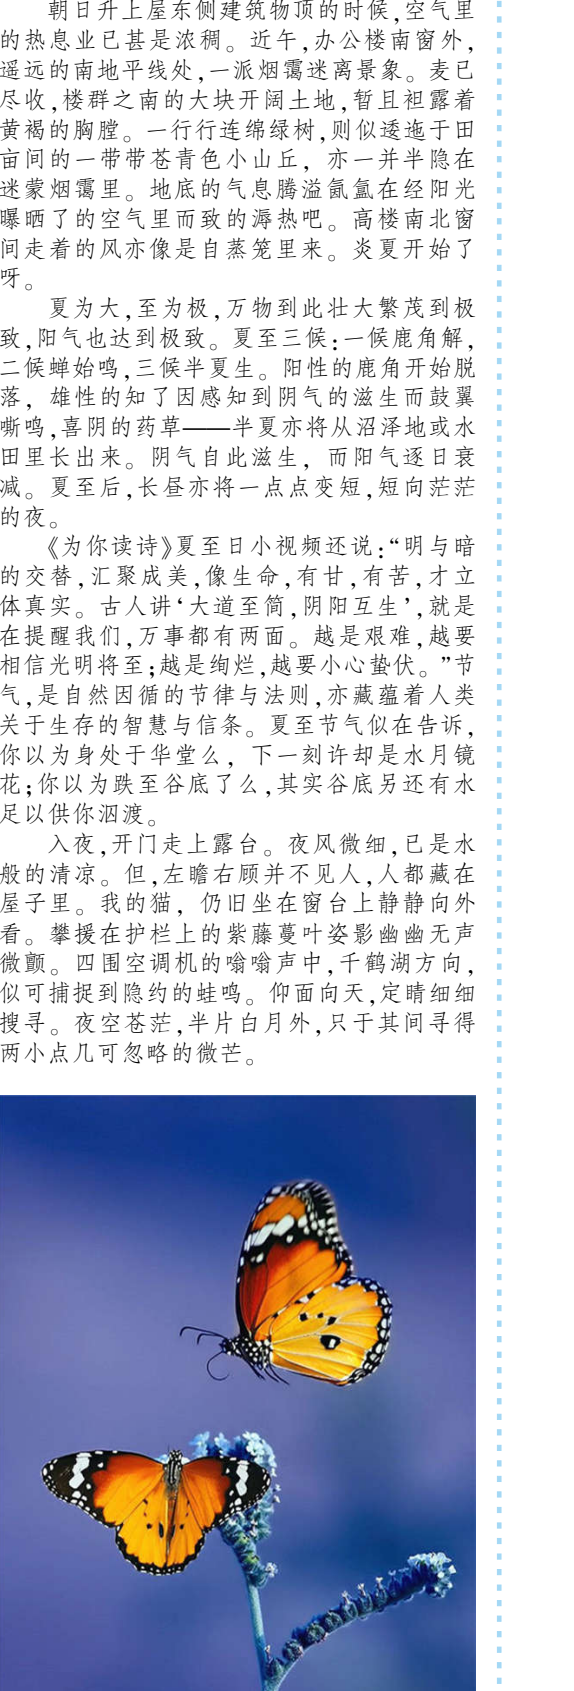 朝日升上屋东侧建筑物顶的时候,空气里
的热息业已甚是浓稠。近午,办公楼南窗外,
遥远的南地平线处,一派烟霭迷离景象。麦已
尽收,楼群之南的大块开阔土地,暂且袒露着
黄褐的胸膛。一行行连绵绿树,则似逶迤于田
亩间的一带带苍青色小山丘，亦一并半隐在
迷蒙烟霭里。地底的气息腾溢氤氲在经阳光
曝晒了的空气里而致的溽热吧。高楼南北窗
间走着的风亦像是自蒸笼里来。炎夏开始了
呀。
夏为大,至为极,万物到此壮大繁茂到极
致,阳气也达到极致。夏至三候:一候鹿角解,
二候蝉始鸣,三候半夏生。阳性的鹿角开始脱
落，雄性的知了因感知到阴气的滋生而鼓翼
嘶鸣,喜阴的药草——半夏亦将从沼泽地或水
田里长出来。阴气自此滋生，而阳气逐日衰
减。夏至后,长昼亦将一点点变短,短向茫茫
的夜。
《为你读诗》夏至日小视频还说:“明与暗
的交替,汇聚成美,像生命,有甘,有苦,才立
体真实。古人讲‘大道至简,阴阳互生’,就是
在提醒我们,万事都有两面。越是艰难,越要
相信光明将至;越是绚烂,越要小心蛰伏。”节
气,是自然因循的节律与法则,亦藏蕴着人类
关于生存的智慧与信条。夏至节气似在告诉,
你以为身处于华堂么，下一刻许却是水月镜
花;你以为跌至谷底了么,其实谷底另还有水
足以供你泅渡。
入夜,开门走上露台。夜风微细,已是水
般的清凉。但,左瞻右顾并不见人,人都藏在
屋子里。我的猫，仍旧坐在窗台上静静向外
看。攀援在护栏上的紫藤蔓叶姿影幽幽无声
微颤。四围空调机的嗡嗡声中,千鹤湖方向,
似可捕捉到隐约的蛙鸣。仰面向天,定睛细细
搜寻。夜空苍茫,半片白月外,只于其间寻得
两小点几可忽略的微芒。